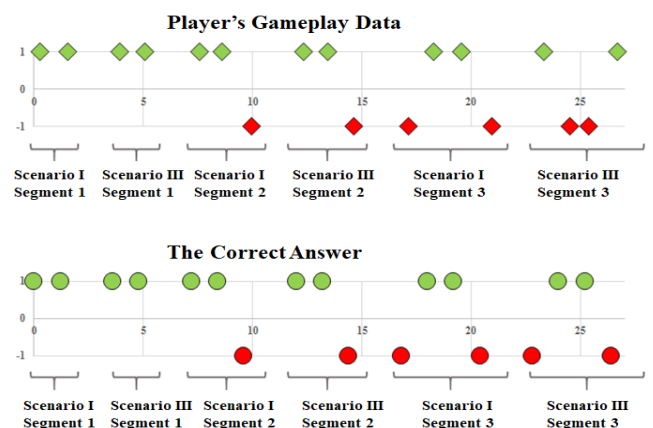 Player's Gameplay Data
1
0
0 5 10 15 20 25
-1
Scenario I Scenario III Scenario I Scenario III Scenario I Scenario III
Segment 1 Segment 1 Segment 2 Segment 2 Segment 3 Segment 3
The Correct Answer
1
0
0 5 10 15 20 25
-1
Scenario I Scenario III Scenario I Scenario III Scenario I Scenario III
Segment 1 Segment 1 Segment 2 Segment 2 Segment 3 Segment 3